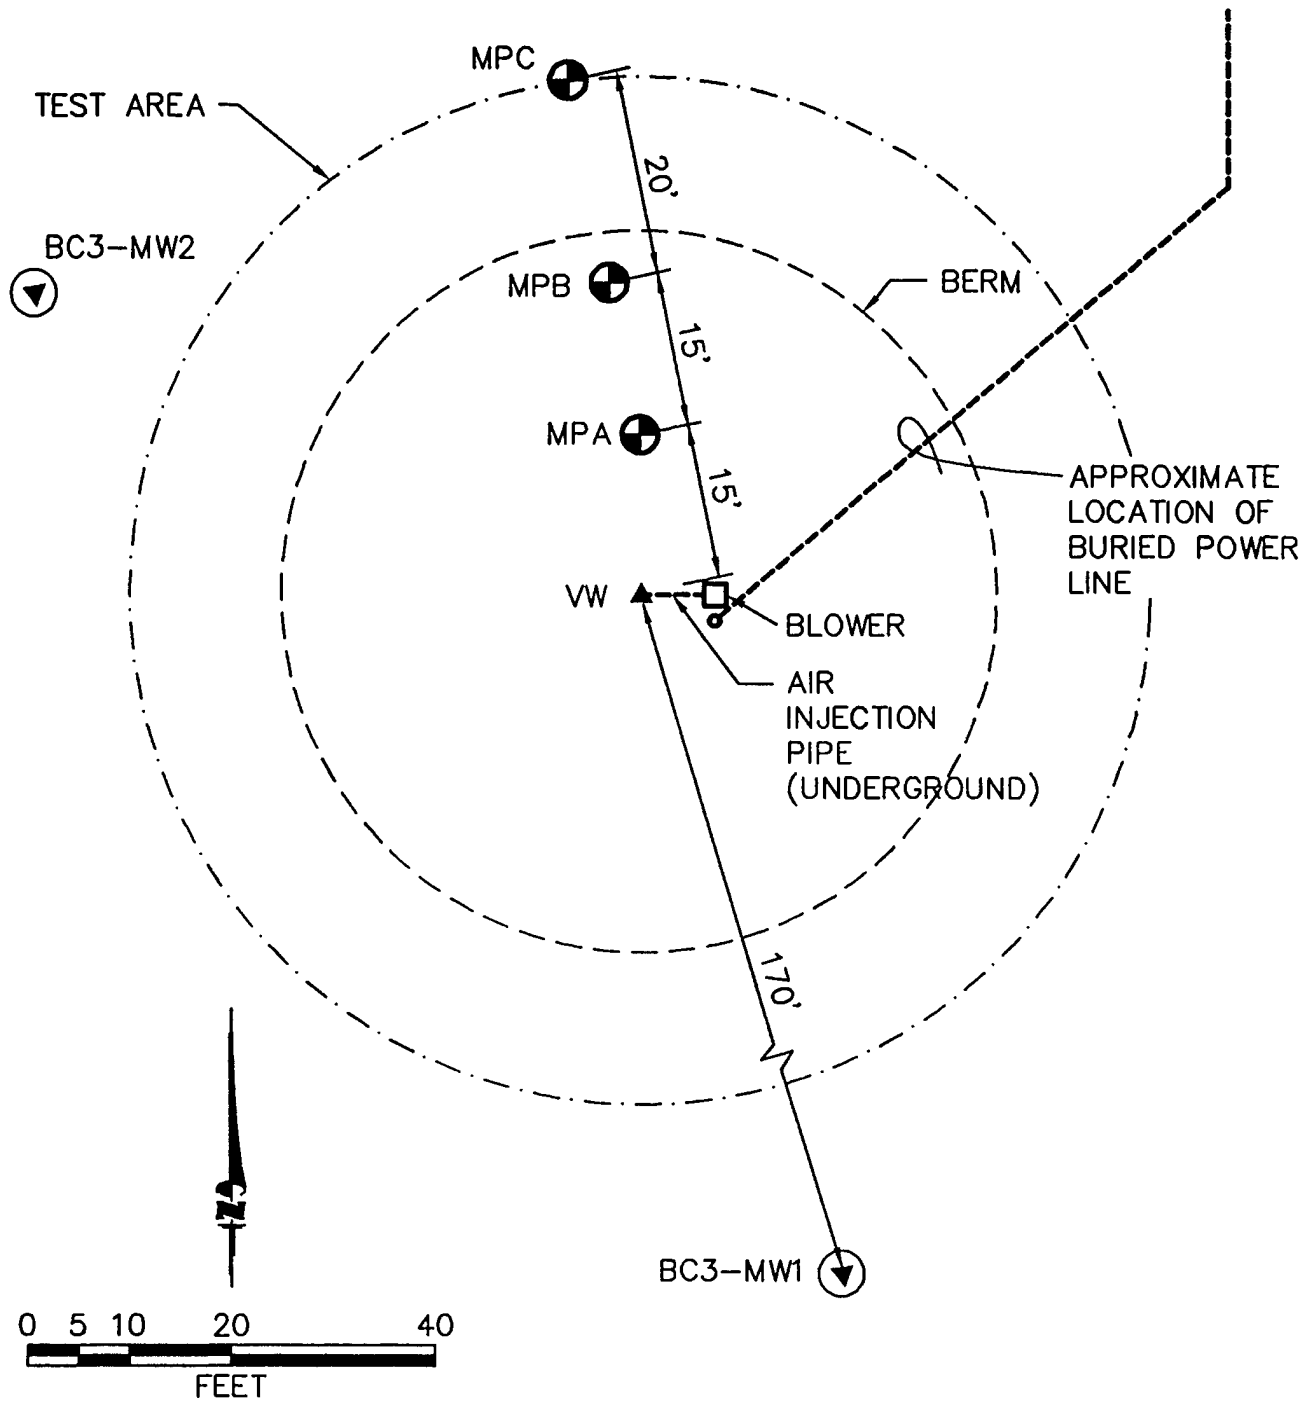 MPC
TEST AREA
20'
BC3-MW2
MPB
BERM
15'
MPA
15'
APPROXIMATE
LOCATION OF
BURIED POWER
LINE
VW
BLOWER
AIR
INJECTION
PIPE
(UNDERGROUND)
170'
N
BC3-MW1
0 5 10 20 40
FEET